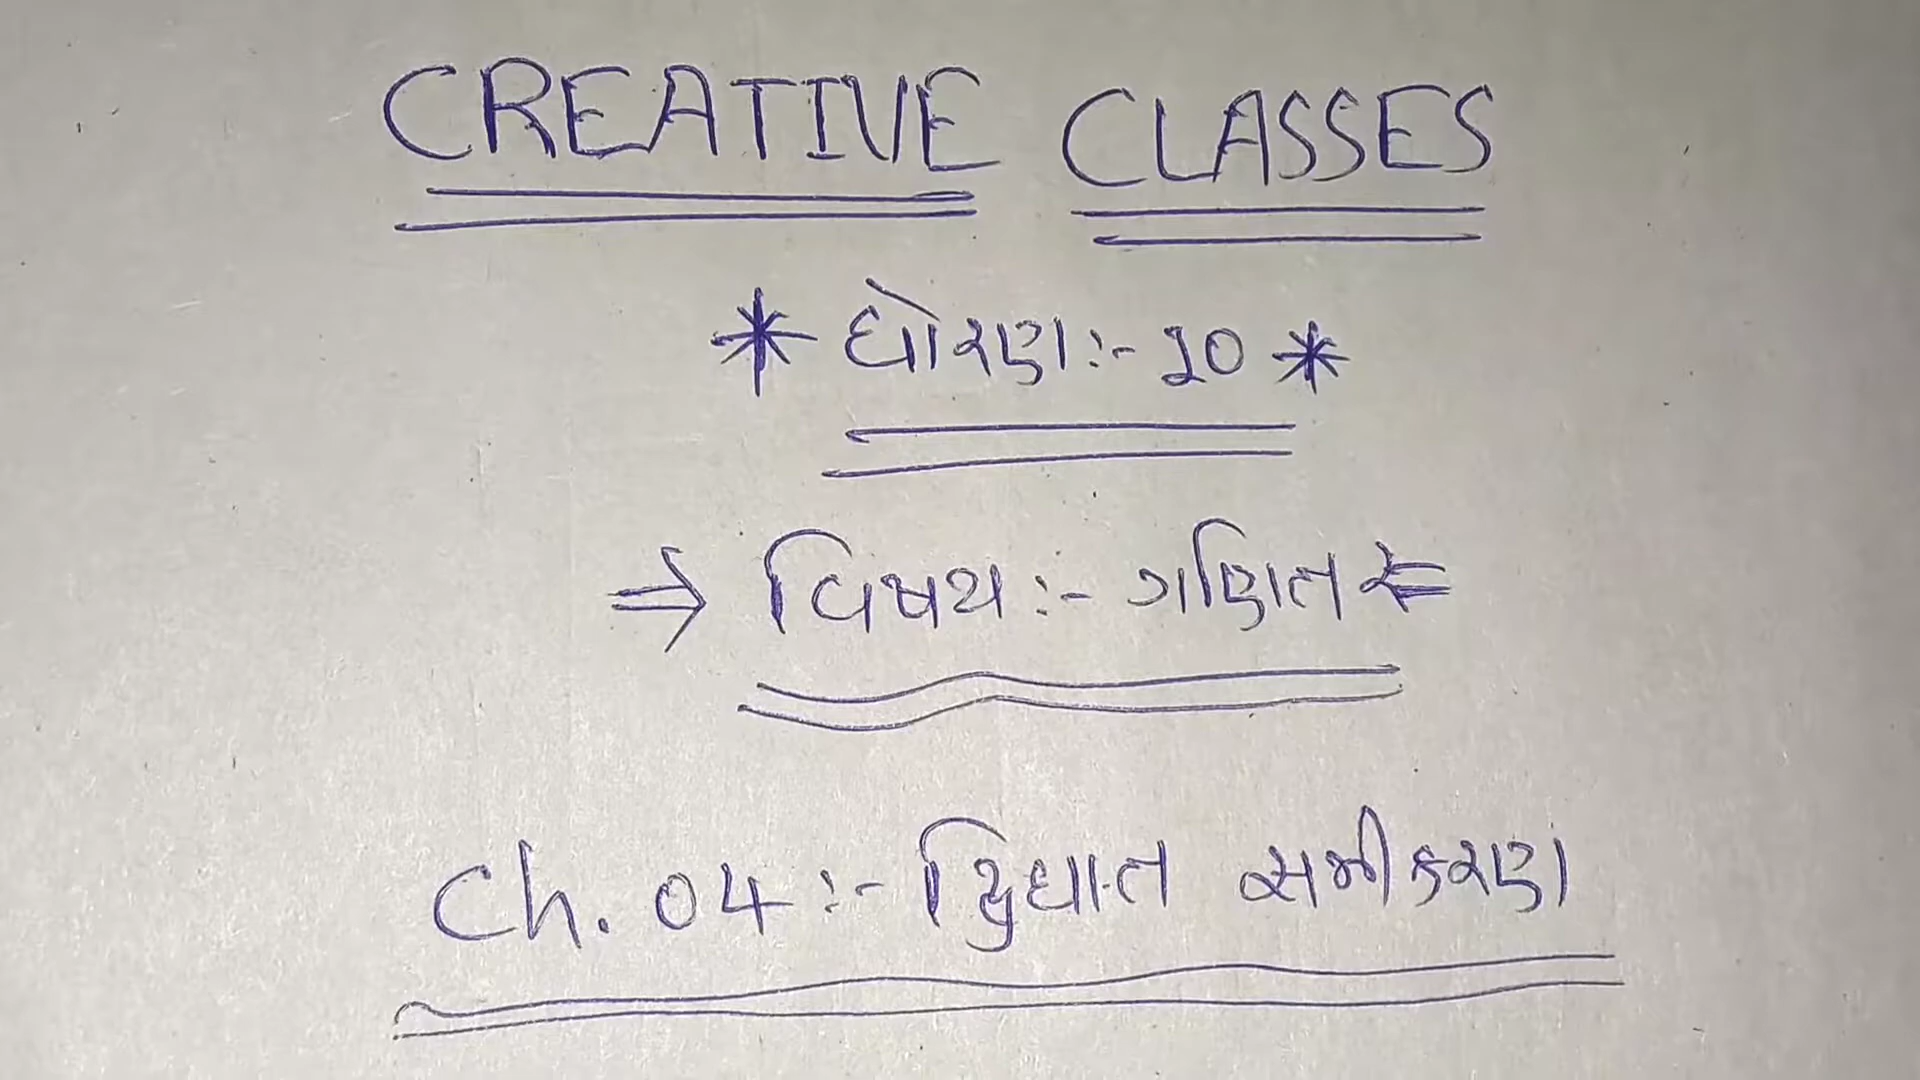 CREATIVE CLASSES
* ધોરણ:- 10 *
⇒ વિષય:- ગણિત ⇐
Ch. 04:- દ્વિઘાત સમીકરણ